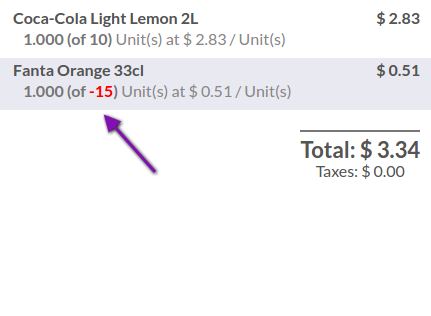 Coca-Cola Light Lemon 2L $ 2.83
1.000 (of 10) Unit(s) at $ 2.83 / Unit(s)
Fanta Orange 33cl $ 0.51
1.000 (of -15) Unit(s) at $ 0.51 / Unit(s)
Total: $ 3.34
Taxes: $ 0.00